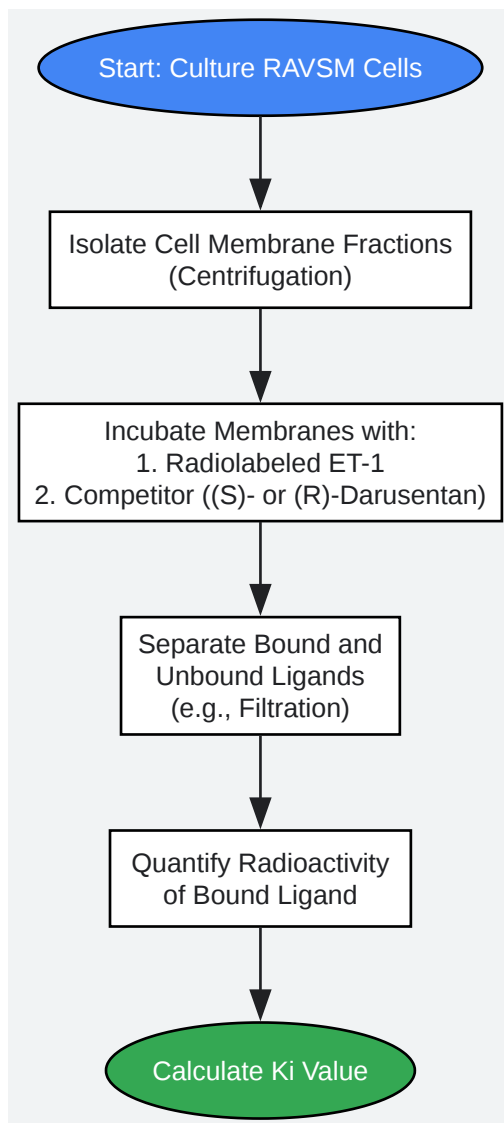 Start: Culture RAVSM Cells
Isolate Cell Membrane Fractions
(Centrifugation)
Incubate Membranes with:
1. Radiolabeled ET-1
2. Competitor ((S)- or (R)-Darusentan)
Separate Bound and
Unbound Ligands
(e.g., Filtration)
Quantify Radioactivity
of Bound Ligand
Calculate Ki Value